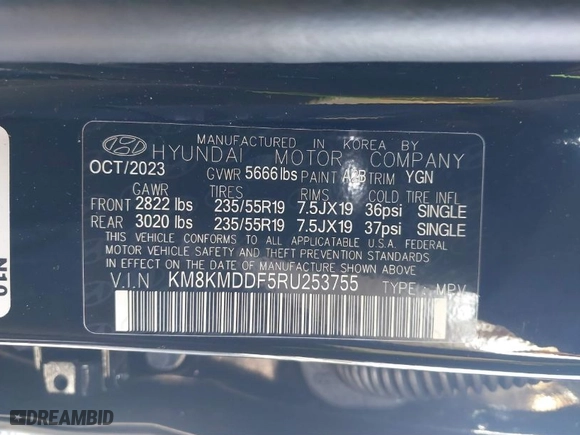 MANUFACTURED IN KOREA BY
HYUNDAI MOTOR COMPANY
OCT/2023 GVWR 5666 lbs PAINT TRIM YGN
GAWR TIRES RIMS COLD TIRE INFL
FRONT 2822 lbs 235/55R19 7.5JX19 36psi SINGLE
REAR 3020 lbs 235/55R19 7.5JX19 37psi SINGLE
THIS VEHICLE CONFORMS TO ALL APPLICABLE U.S.A. FEDERAL
MOTOR VEHICLE SAFETY, BUMPER, AND THEFT PREVENTION STANDARDS
IN EFFECT ON THE DATE OF MANUFACTURE SHOWN ABOVE.
V.I.N KM8KMDDF5RU253755 TYPE : MPV
DREAMBID